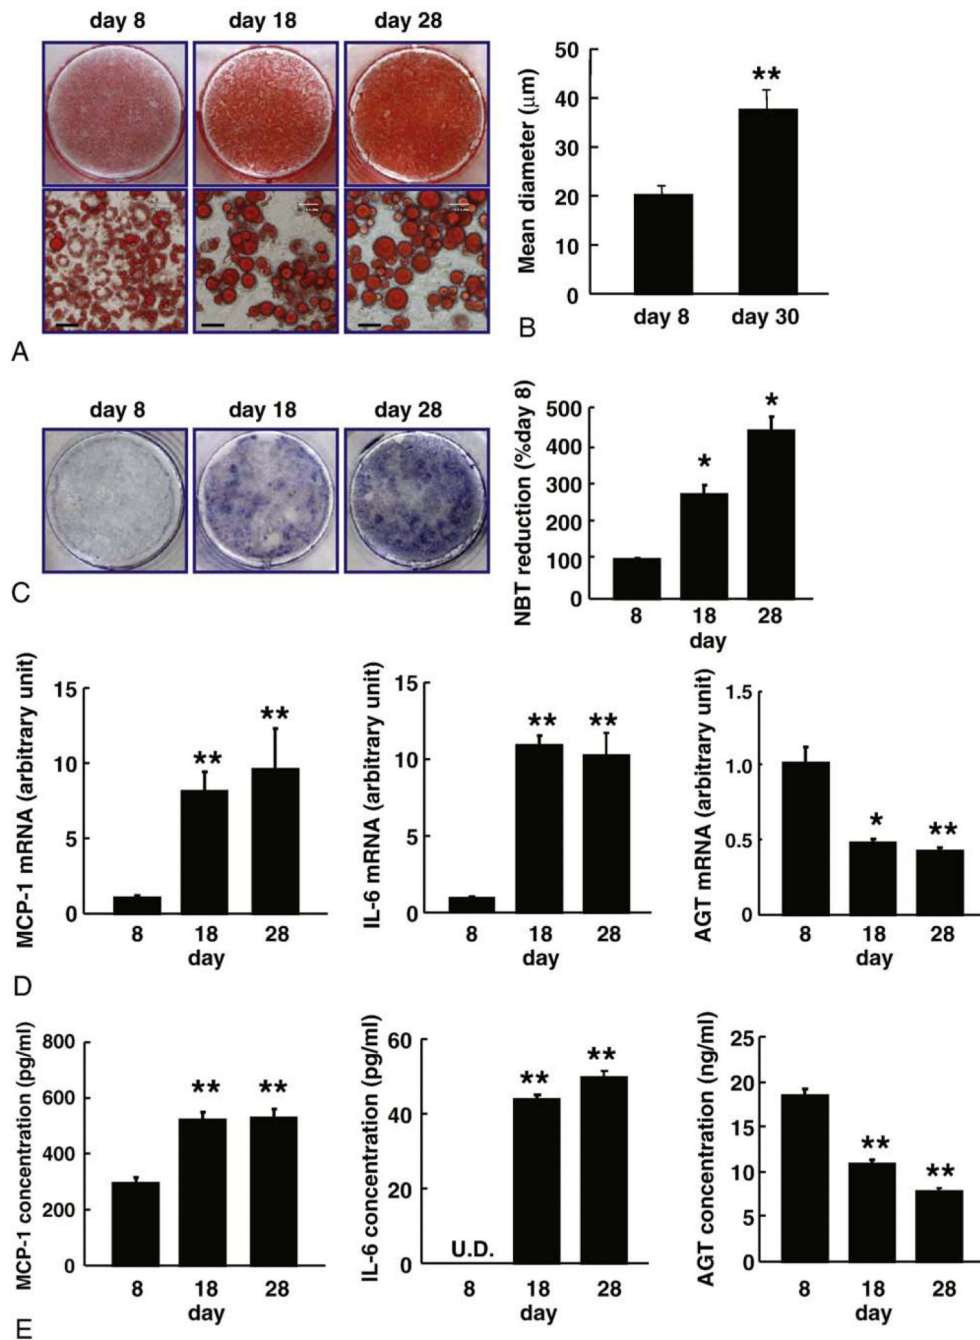 day 8 day 18 day 28
A
Mean diameter (μm)
50
40
30
20
10
0
**
day 8 day 30
B
day 8 day 18 day 28
C
NBT reduction (%day 8)
500
400
300
200
100
0
* *
8 18 28
day
MCP-1 mRNA (arbitrary unit)
15
10
5
0
** **
8 18 28
day
IL-6 mRNA (arbitrary unit)
15
10
5
0
** **
8 18 28
day
AGT mRNA (arbitrary unit)
1.5
1.0
0.5
0
* **
8 18 28
day
D
MCP-1 concentration (pg/ml)
800
600
400
200
0
** **
8 18 28
day
IL-6 concentration (pg/ml)
60
40
20
0
U.D. ** **
8 18 28
day
AGT concentration (ng/ml)
25
20
15
10
5
0
** **
8 18 28
day
E